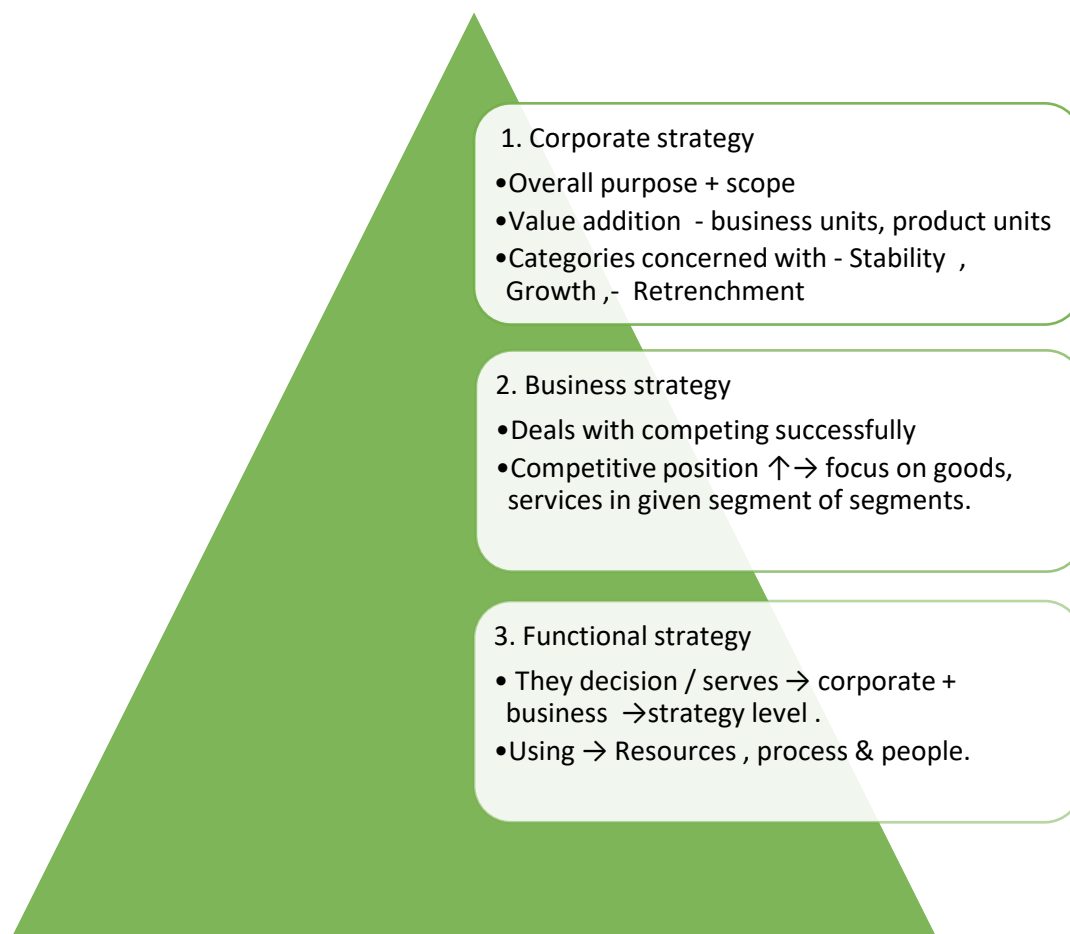 1. Corporate strategy
•Overall purpose + scope
•Value addition - business units, product units
•Categories concerned with - Stability ,
Growth ,- Retrenchment
2. Business strategy
•Deals with competing successfully
•Competitive position ↑→ focus on goods,
services in given segment of segments.
3. Functional strategy
• They decision / serves → corporate +
business →strategy level .
•Using → Resources , process & people.